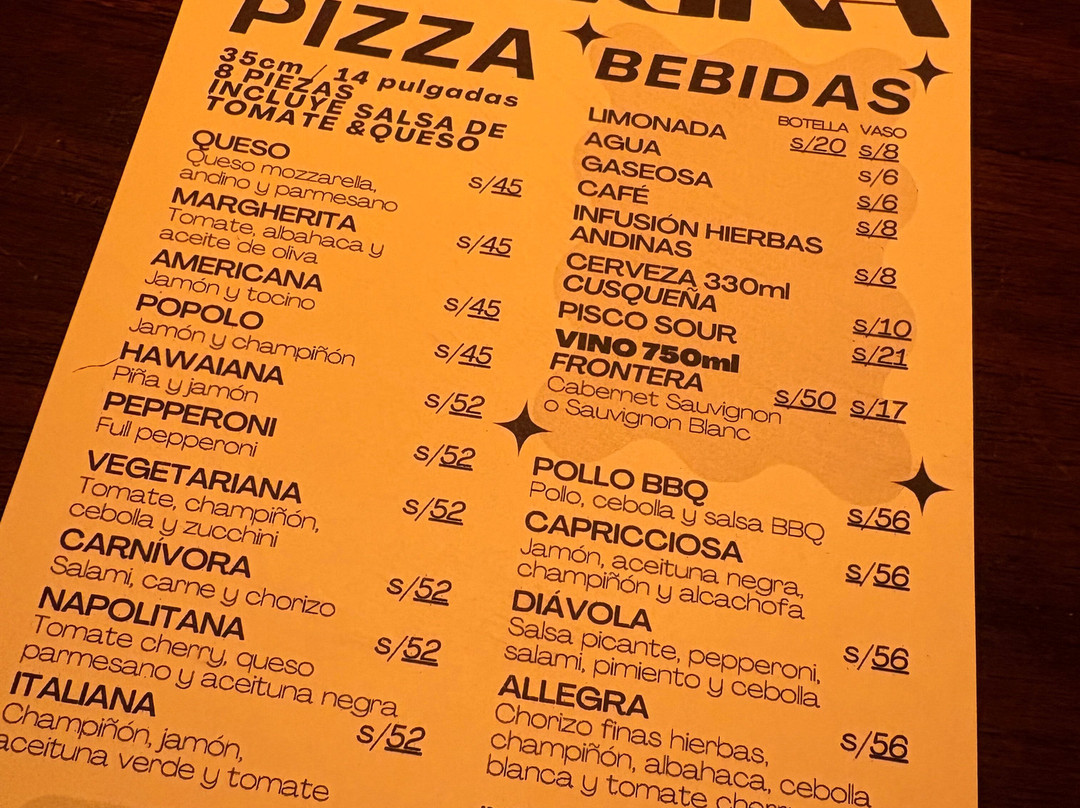 PIZZA
35cm / 14 pulgadas
8 PIEZAS
INCLUYE SALSA DE
TOMATE &QUESO
QUESO
Queso mozzarella,
andino y parmesano
s/45
MARGHERITA
Tomate, albahaca y
aceite de oliva
s/45
AMERICANA
Jamón y tocino
s/45
POPOLO
Jamón y champiñón
s/45
HAWAIANA
Piña y jamón
s/52
PEPPERONI
Full pepperoni
s/52
VEGETARIANA
Tomate, champiñón,
cebolla y zucchini
s/52
CARNÍVORA
Salami, carne y chorizo
s/52
NAPOLITANA
Tomate cherry, queso
parmesano y aceituna negra
s/52
ITALIANA
Champiñón, jamón,
aceituna verde y tomate
s/52
BEBIDAS
BOTELLA VASO
LIMONADA s/20 s/8
AGUA s/6
GASEOSA s/6
CAFÉ s/8
INFUSIÓN HIERBAS
ANDINAS s/8
CERVEZA 330ml
CUSQUEÑA s/10
PISCO SOUR s/21
VINO 750ml
FRONTERA s/50 s/17
Cabernet Sauvignon
o Sauvignon Blanc
POLLO BBQ
Pollo, cebolla y salsa BBQ
s/56
CAPRICCIOSA
Jamón, aceituna negra,
champiñón y alcachofa
s/56
DIÁVOLA
Salsa picante, pepperoni,
salami, pimiento y cebolla
s/56
ALLEGRA
Chorizo finas hierbas,
champiñón, albahaca, cebolla
blanca y tomate
s/56